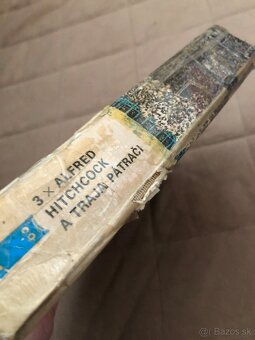 3 × ALFRED
HITCHCOCK
A TRAJA PÁTRAČI
© Bazos.sk